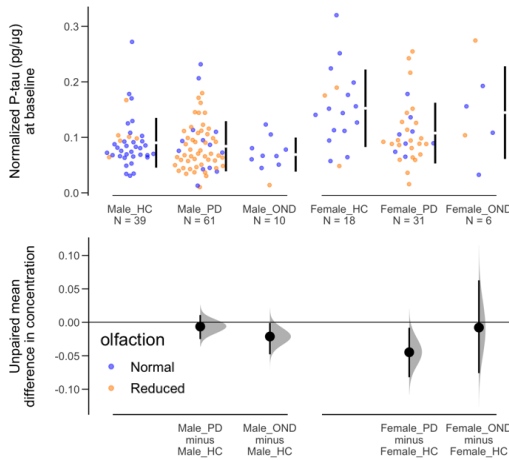 Normalized P-tau (pg/μg)
at baseline
0.3
0.2
0.1
0.0
Male_HC
N = 39
Male_PD
N = 61
Male_OND
N = 10
Female_HC
N = 18
Female_PD
N = 31
Female_OND
N = 6
Unpaired mean
difference in concentration
0.10
0.05
0.00
-0.05
-0.10
olfaction
Normal
Reduced
Male_PD
minus
Male_HC
Male_OND
minus
Male_HC
Female_PD
minus
Female_HC
Female_OND
minus
Female_HC